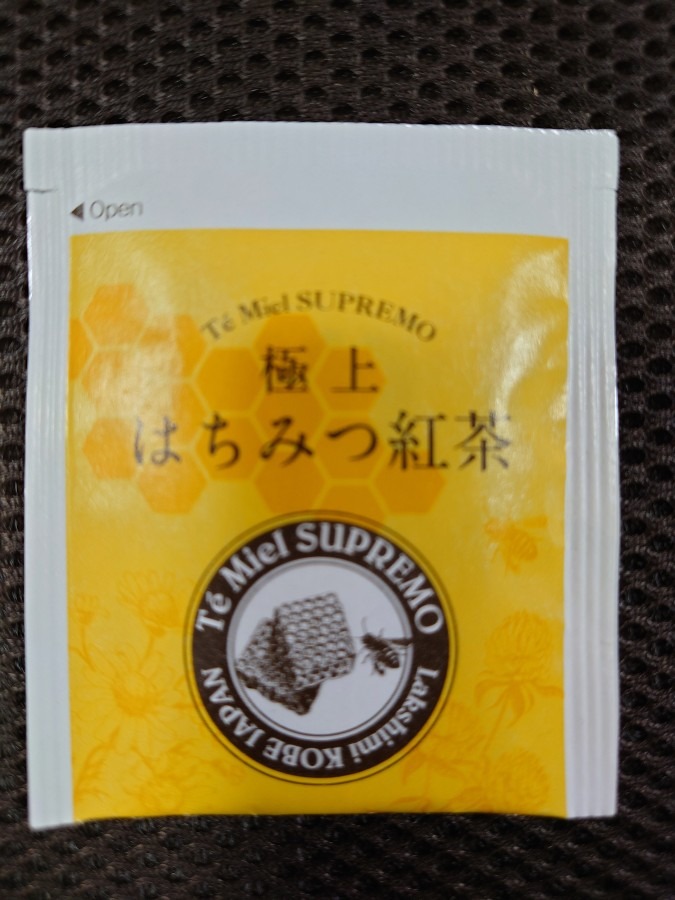 ◀Open
Té Miel SUPREMO
極上
はちみつ紅茶
Té Miel SUPREMO
Lakshimi KOBE JAPAN